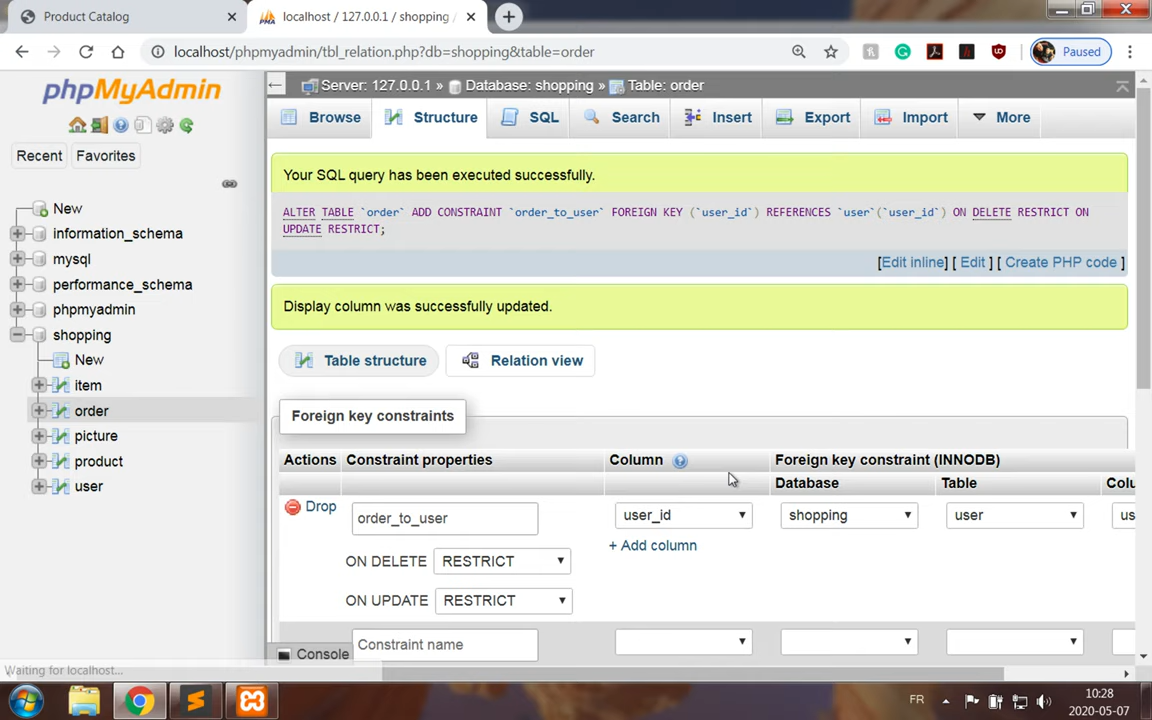 Product Catalog
localhost / 127.0.0.1 / shopping /
localhost/phpmyadmin/tbl_relation.php?db=shopping&table=order
Paused
phpMyAdmin
Recent
Favorites
New
information_schema
mysql
performance_schema
phpmyadmin
shopping
New
item
order
picture
product
user
Server: 127.0.0.1 » Database: shopping » Table: order
Browse
Structure
SQL
Search
Insert
Export
Import
More
Your SQL query has been executed successfully.
ALTER TABLE `order` ADD CONSTRAINT `order_to_user` FOREIGN KEY (`user_id`) REFERENCES `user`(`user_id`) ON DELETE RESTRICT ON
UPDATE RESTRICT;
[Edit inline] [ Edit ] [ Create PHP code ]
Display column was successfully updated.
Table structure
Relation view
Foreign key constraints
Actions Constraint properties Column Foreign key constraint (INNODB)
Database Table Colu
Drop order_to_user user_id shopping user us
+ Add column
ON DELETE RESTRICT
ON UPDATE RESTRICT
Constraint name
Console
Waiting for localhost...
FR
10:28
2020-05-07